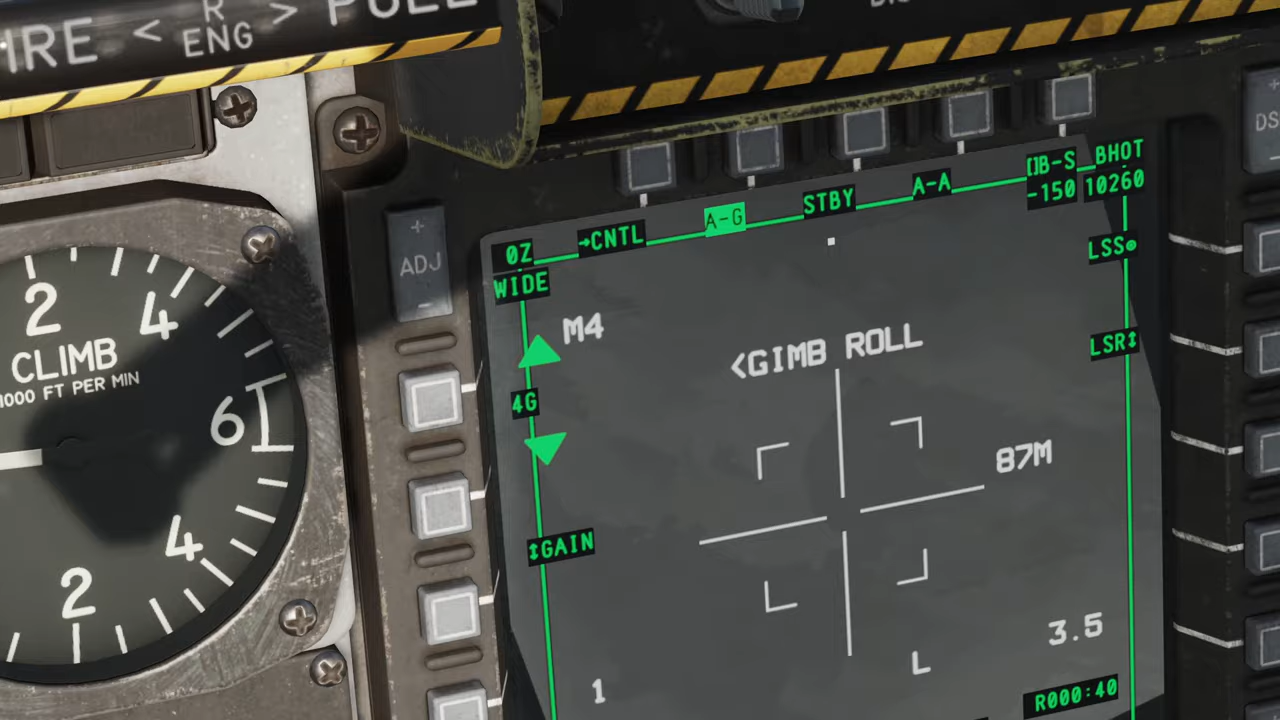 IRE < R ENG > PULL
DS
+
ADJ
-
2
4
CLIMB
1000 FT PER MIN
6
4
2
0Z
→CNTL
A-G
STBY
A-A
[]B-S
BHOT
-150
10260
WIDE
LSS⊙
M4
<GIMB ROLL
LSR↕
4G
87M
↕GAIN
3.5
1
L
R000:40